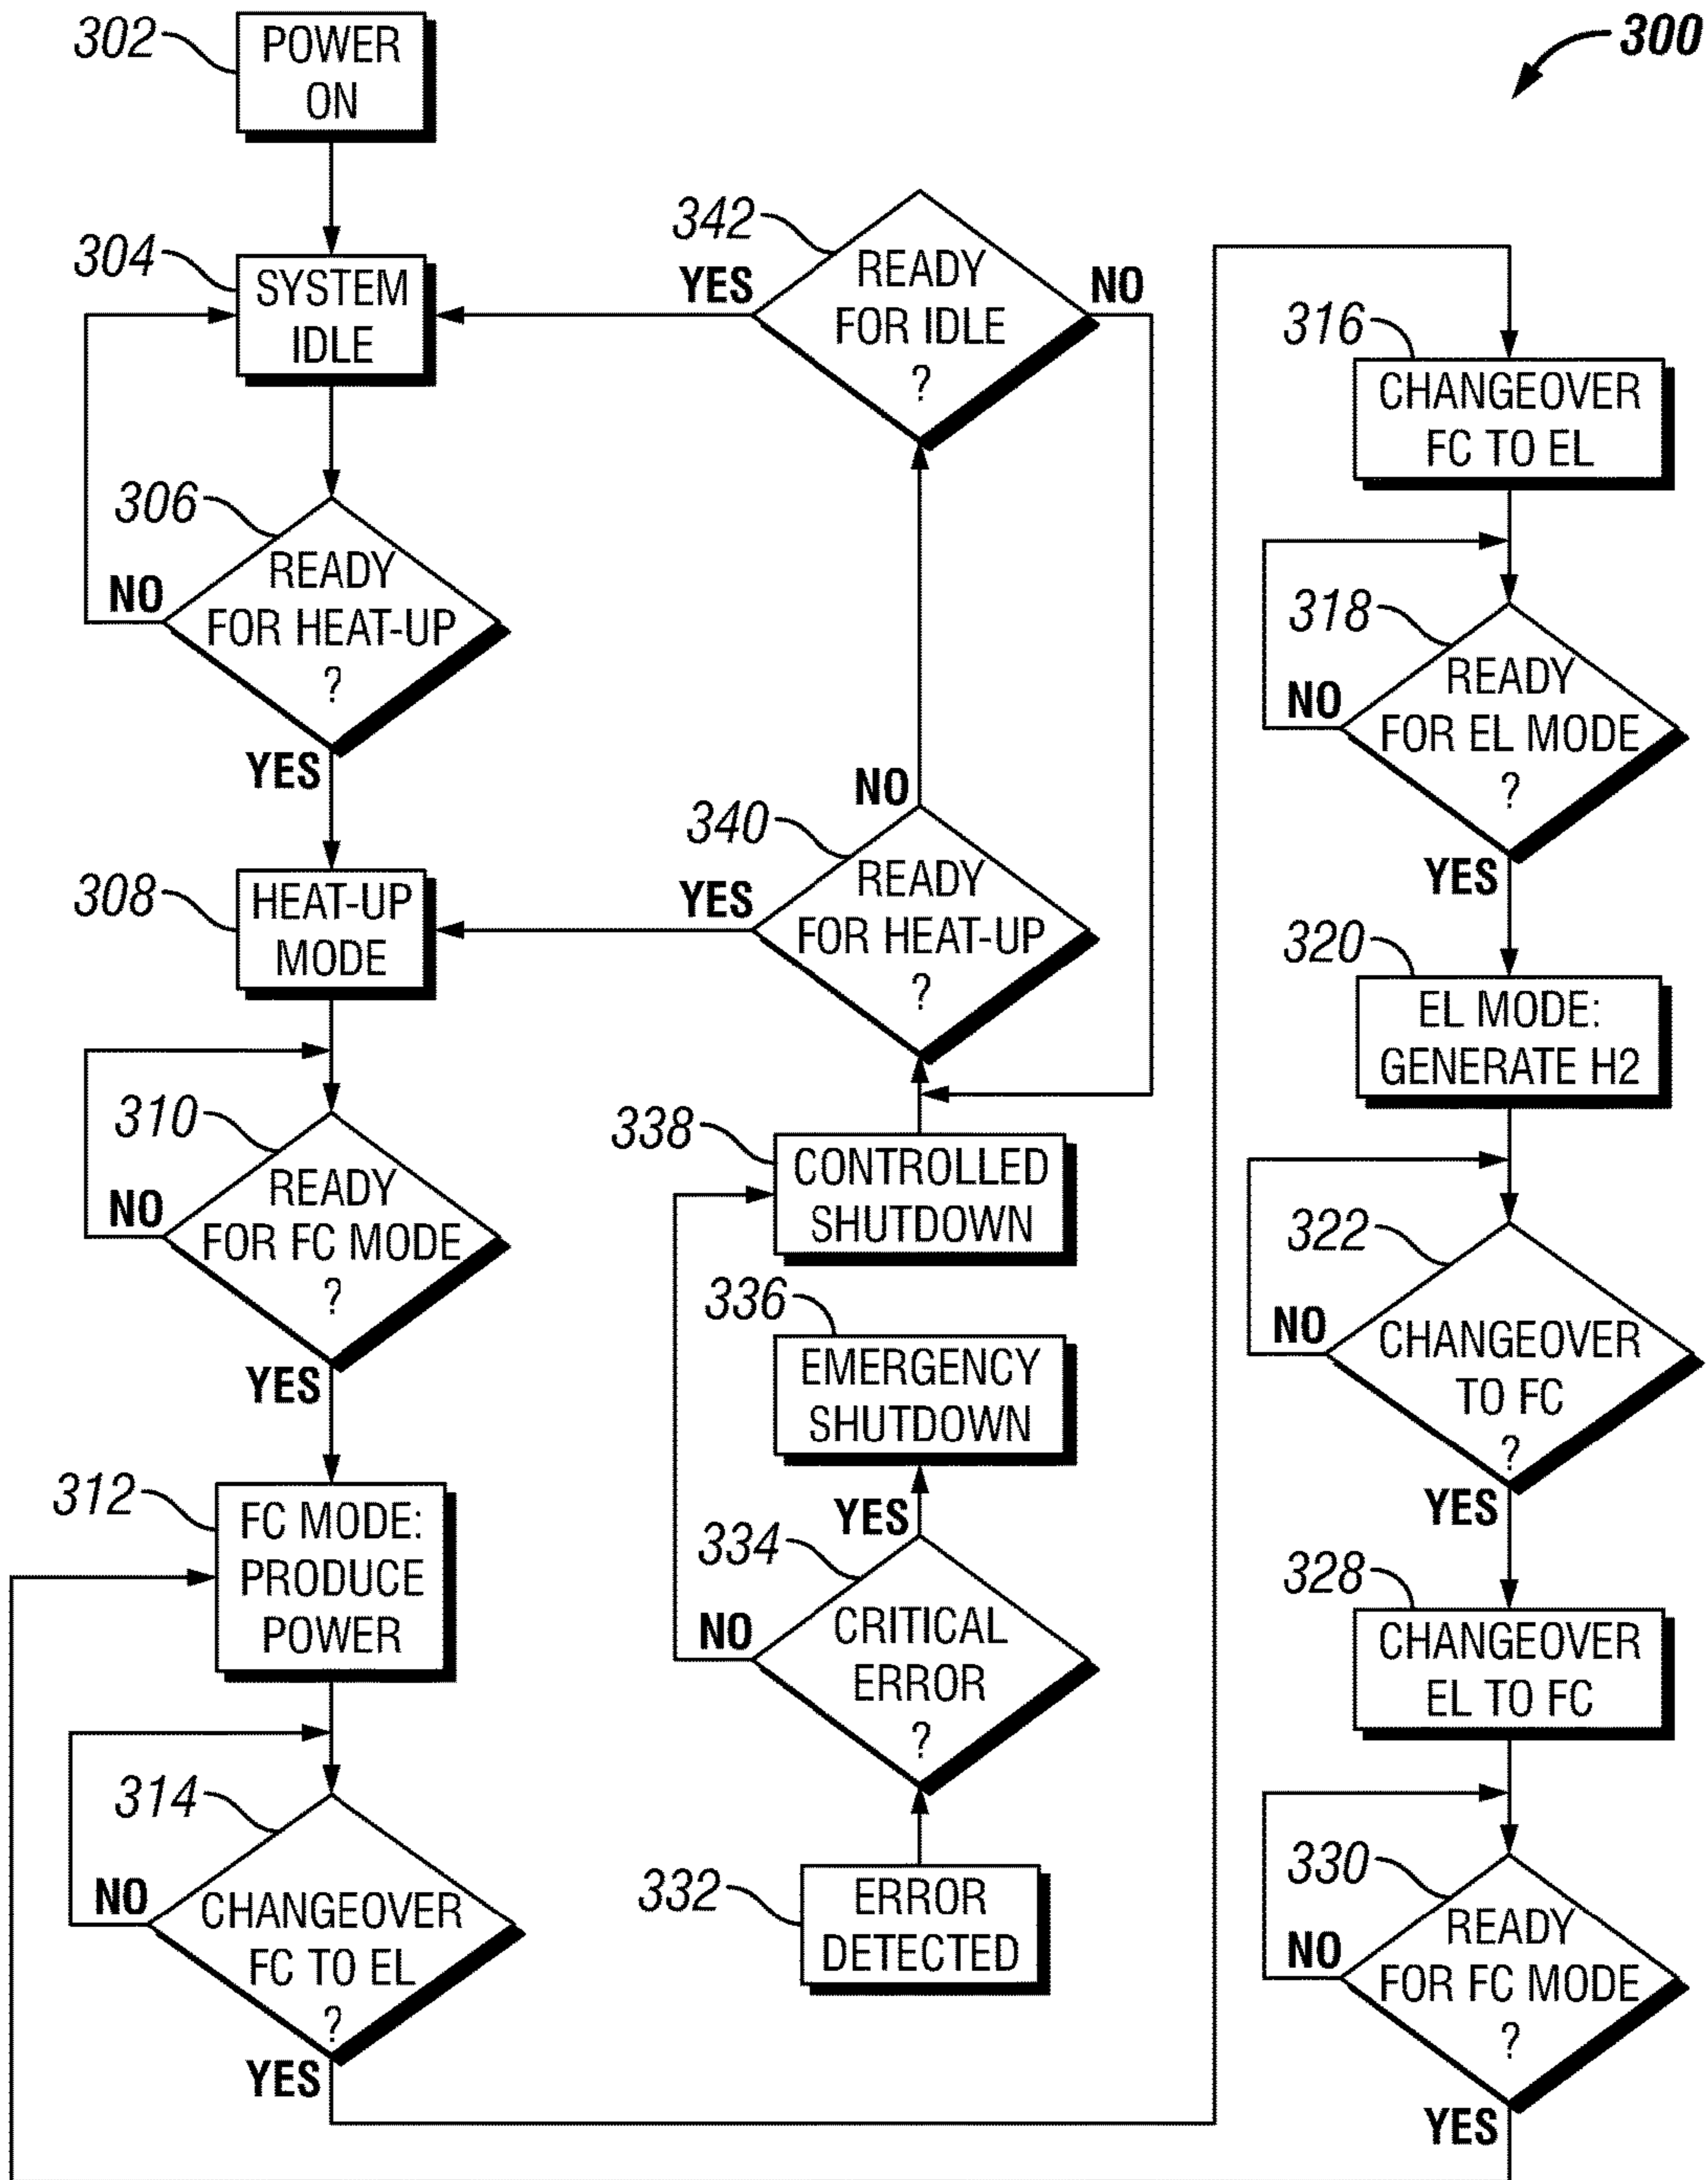 300
302
POWER
ON
304
SYSTEM
IDLE
306
READY
FOR HEAT-UP
?
NO
YES
308
HEAT-UP
MODE
310
READY
FOR FC MODE
?
NO
YES
312
FC MODE:
PRODUCE
POWER
314
CHANGEOVER
FC TO EL
?
NO
YES
342
READY
FOR IDLE
?
YES
NO
340
READY
FOR HEAT-UP
?
NO
YES
338
CONTROLLED
SHUTDOWN
336
EMERGENCY
SHUTDOWN
YES
334
CRITICAL
ERROR
?
NO
332
ERROR
DETECTED
316
CHANGEOVER
FC TO EL
318
READY
FOR EL MODE
?
NO
YES
320
EL MODE:
GENERATE H2
322
CHANGEOVER
TO FC
?
NO
YES
328
CHANGEOVER
EL TO FC
330
READY
FOR FC MODE
?
NO
YES